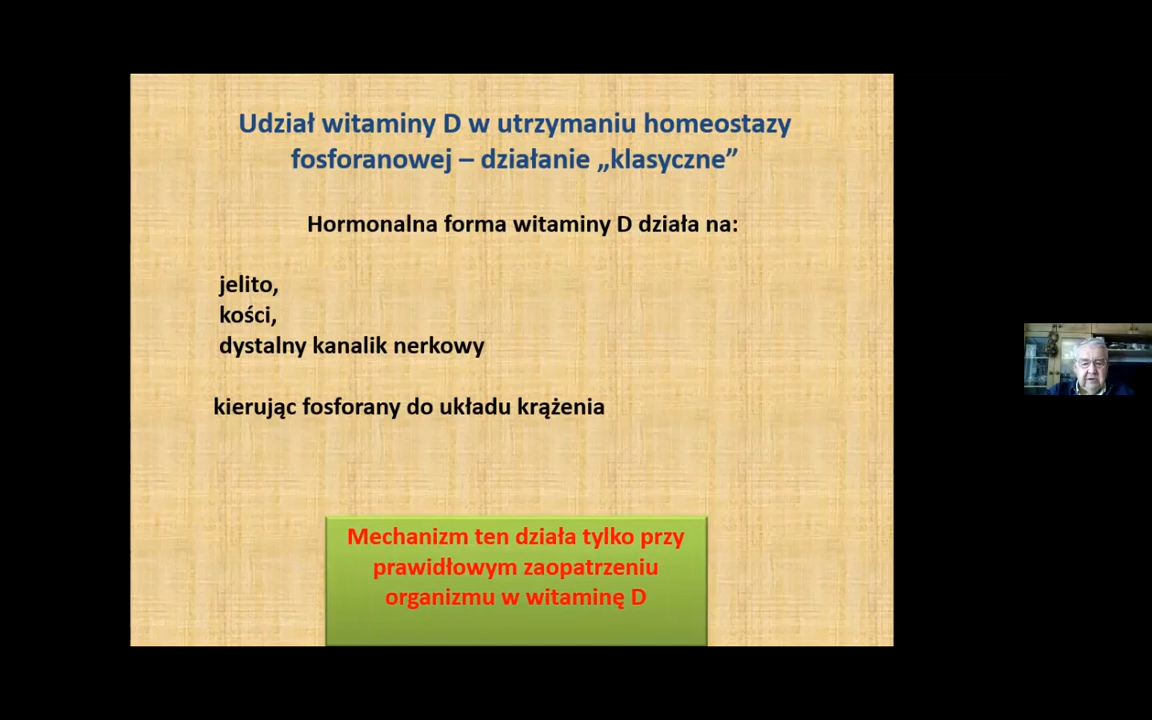 Udział witaminy D w utrzymaniu homeostazy
fosforanowej – działanie „klasyczne”
Hormonalna forma witaminy D działa na:
jelito,
kości,
dystalny kanalik nerkowy
kierując fosforany do układu krążenia
Mechanizm ten działa tylko przy
prawidłowym zaopatrzeniu
organizmu w witaminę D